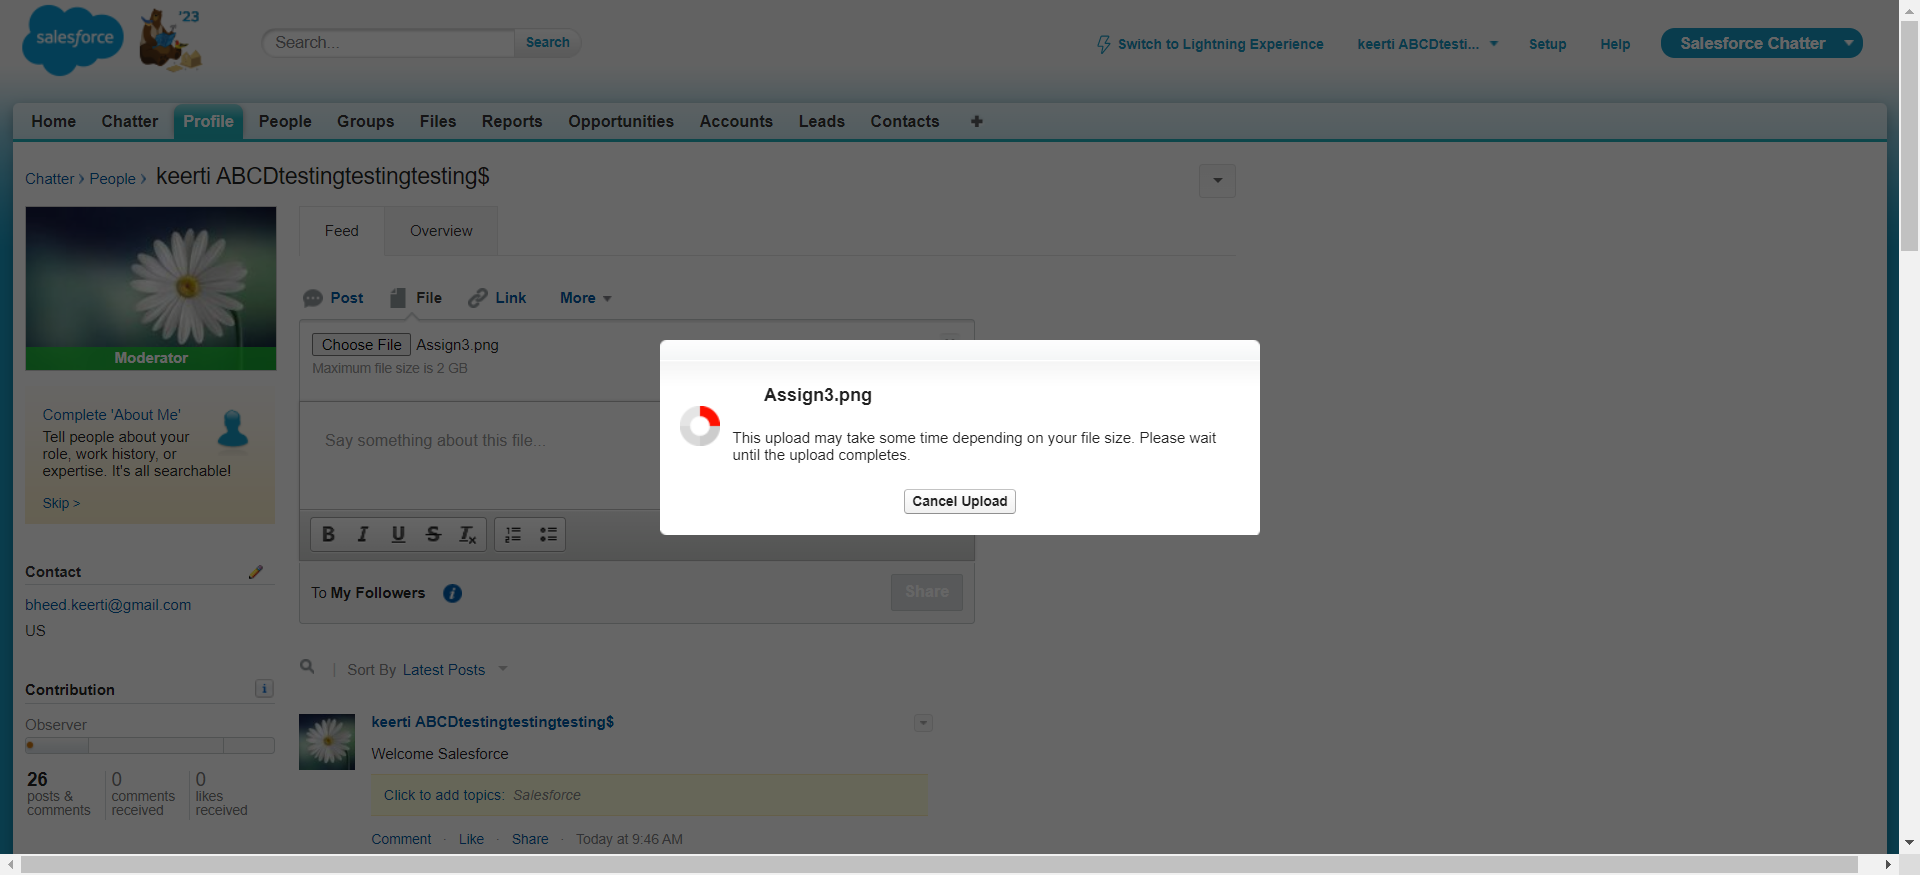 salesforce
'23
Search...
Search
Switch to Lightning Experience
keerti ABCDtesti...
Setup
Help
Salesforce Chatter
Home
Chatter
Profile
People
Groups
Files
Reports
Opportunities
Accounts
Leads
Contacts
Chatter › People › keerti ABCDtestingtestingtesting$
Feed
Overview
Moderator
Post
File
Link
More
Choose File Assign3.png
Maximum file size is 2 GB
Say something about this file...
B I U S Tx
To My Followers
Share
Assign3.png
This upload may take some time depending on your file size. Please wait
until the upload completes.
Cancel Upload
Complete 'About Me'
Tell people about your
role, work history, or
expertise. It's all searchable!
Skip >
Contact
bheed.keerti@gmail.com
US
Contribution
Observer
26
posts &
comments
0
comments
received
0
likes
received
| Sort By Latest Posts
keerti ABCDtestingtestingtesting$
Welcome Salesforce
Click to add topics: Salesforce
Comment · Like · Share · Today at 9:46 AM